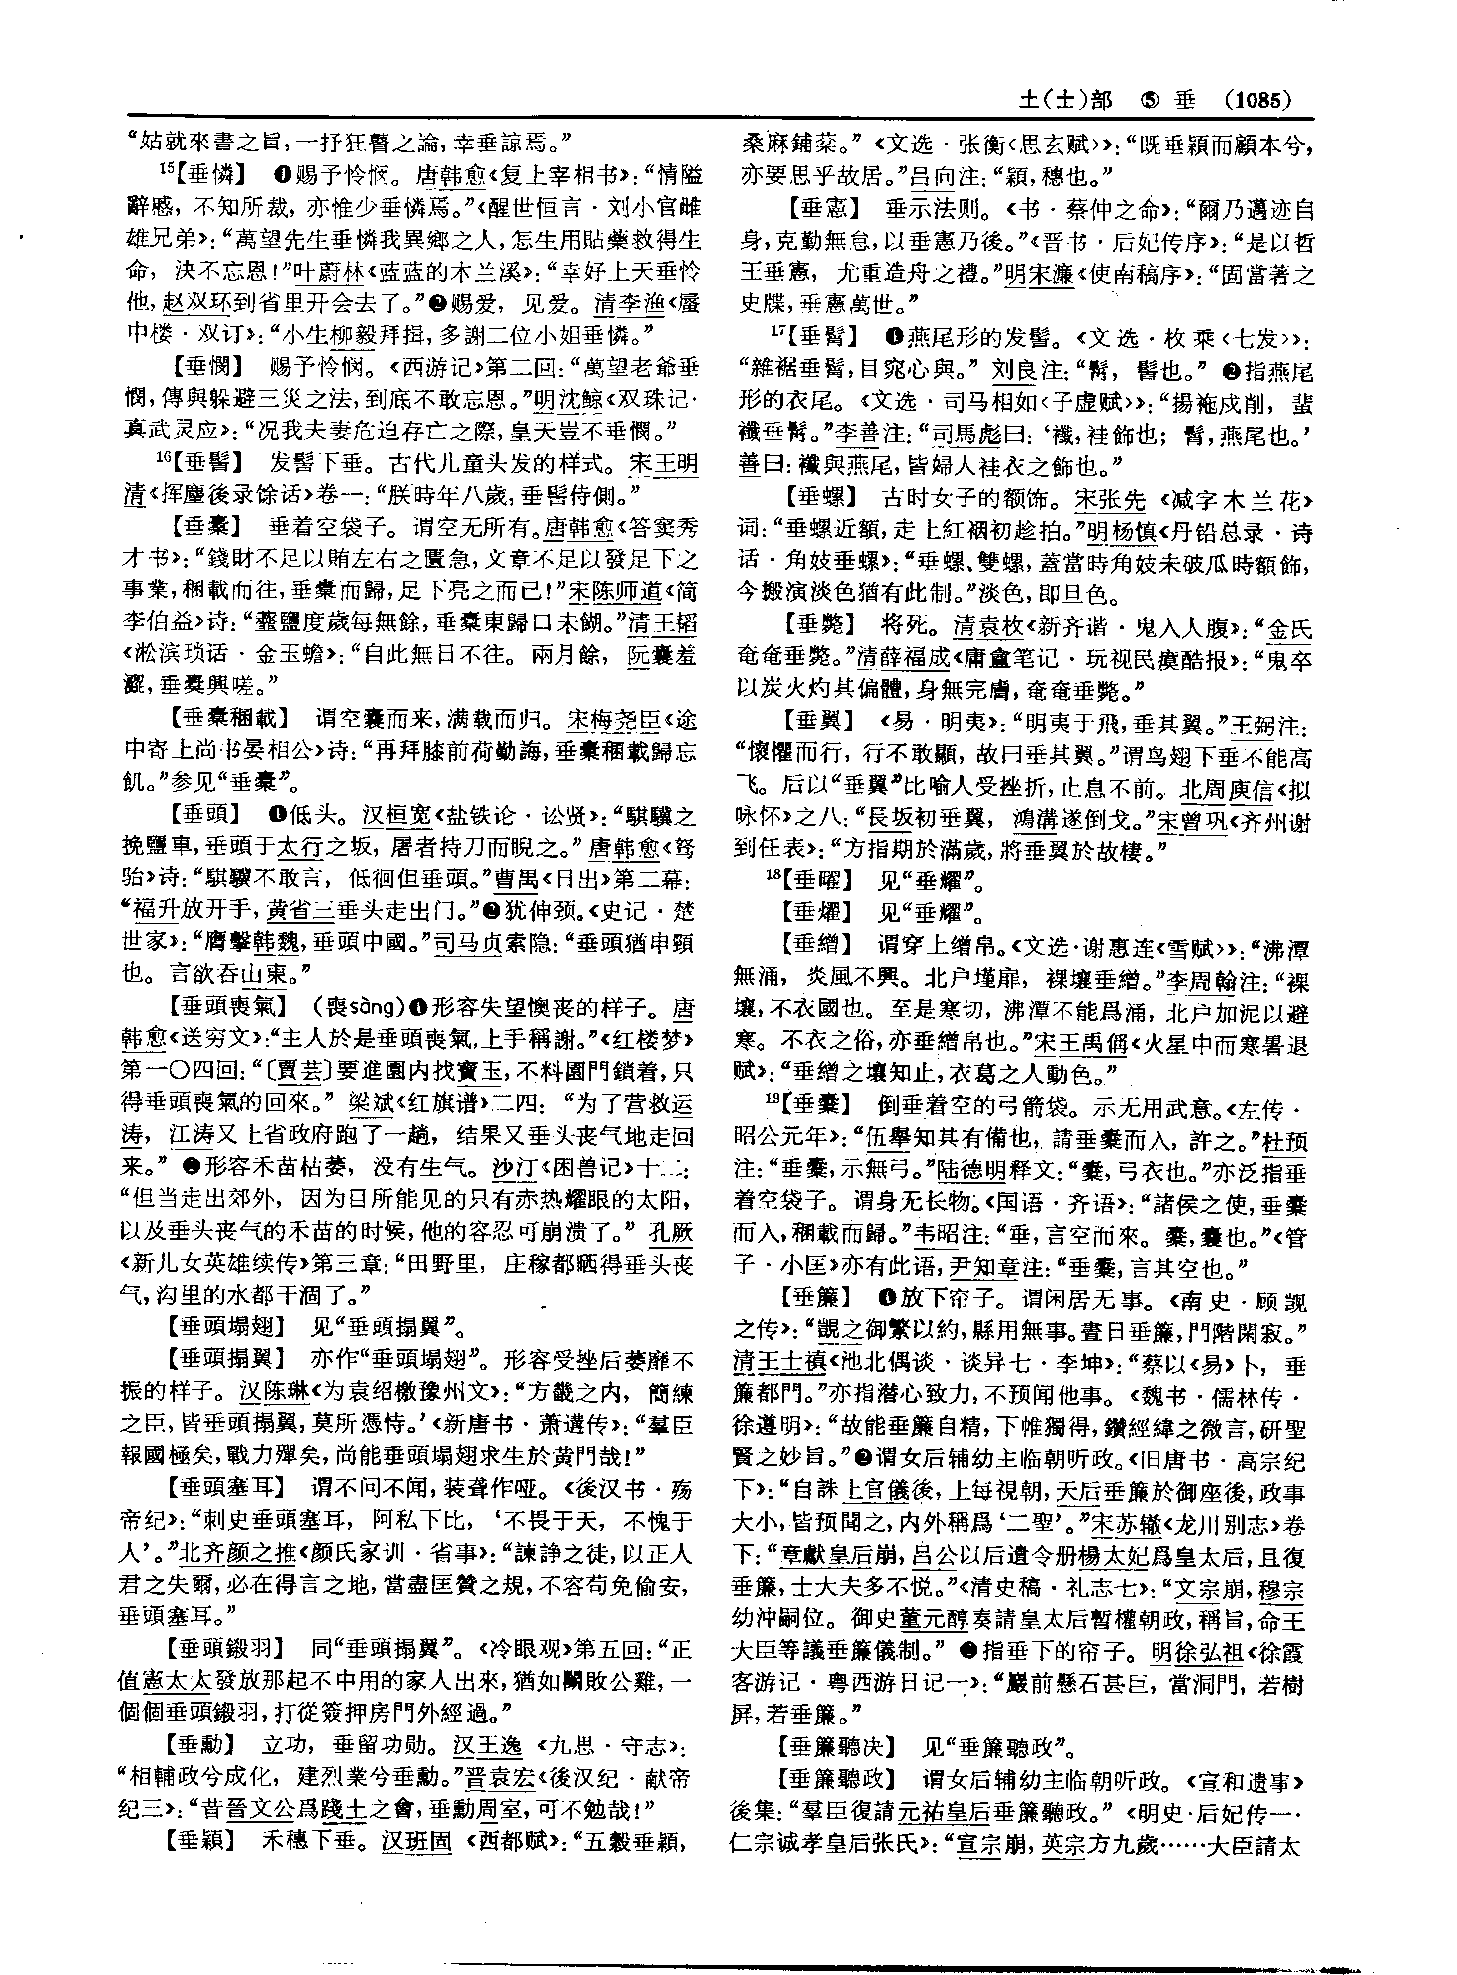 土(士)部 ⑤ 垂 (1085)
“姑就來書之旨,一抒狂瞽之論,幸垂諒焉。”
15【垂憐】 ❶赐予怜悯。唐韩愈《复上宰相书》:“情隘
辭慼,不知所裁,亦惟少垂憐焉。”《醒世恒言·刘小官雌
雄兄弟》:“萬望先生垂憐我異鄉之人,怎生用貼藥救得生
命,決不忘恩!”叶蔚林《蓝蓝的木兰溪》:“幸好上天垂怜
他,赵双环到省里开会去了。”❷赐爱,见爱。清李渔《蜃
中楼·双订》:“小生柳毅拜揖,多謝二位小姐垂憐。”
【垂憫】 赐予怜悯。《西游记》第二回:“萬望老爺垂
憫,傳與躲避三災之法,到底不敢忘恩。”明沈鲸《双珠记·
真武灵应》:“况我夫妻危迫存亡之際,皇天豈不垂憫。”
16【垂髻】 发髻下垂。古代儿童头发的样式。宋王明
清《挥麈後录馀话》卷一:“朕時年八歲,垂髻侍側。”
【垂橐】 垂着空袋子。谓空无所有。唐韩愈《答窦秀
才书》:“錢財不足以賄左右之匱急,文章不足以發足下之
事業,稛載而往,垂橐而歸,足下亮之而已!”宋陈师道《简
李伯益》诗:“虀鹽度歲每無餘,垂橐東歸口未餬。”清王韬
《淞滨琐话·金玉蟾》:“自此無日不往。兩月餘,阮囊羞
澀,垂橐興嗟。”
【垂橐稛載】 谓空囊而来,满载而归。宋梅尧臣《途
中寄上尚书晏相公》诗:“再拜膝前荷勤誨,垂橐稛載歸忘
飢。”参见“垂橐”。
【垂頭】 ❶低头。汉桓宽《盐铁论·讼贤》:“騏驥之
挽鹽車,垂頭于太行之坂,屠者持刀而睨之。”唐韩愈《驽
骀》诗:“騏驥不敢言,低徊但垂頭。”曹禺《日出》第二幕:
“福升放开手,黄省三垂头走出门。”❷犹伸颈。《史记·楚
世家》:“膺擊韩魏,垂頭中國。”司马贞索隐:“垂頭猶申頸
也。言欲吞山東。”
【垂頭喪氣】 (喪sàng)❶形容失望懊丧的样子。唐
韩愈《送穷文》:“主人於是垂頭喪氣,上手稱謝。”《红楼梦》
第一〇四回:“〔賈芸〕要進園内找寶玉,不料園門鎖着,只
得垂頭喪氣的回來。”梁斌《红旗谱》二四:“为了营救运
涛,江涛又上省政府跑了一趟,结果又垂头丧气地走回
来。”❷形容禾苗枯萎,没有生气。沙汀《困兽记》十二:
“但当走出郊外,因为目所能见的只有赤热耀眼的太阳,
以及垂头丧气的禾苗的时候,他的容忍可崩溃了。”孔厥
《新儿女英雄续传》第三章:“田野里,庄稼都晒得垂头丧
气,沟里的水都干涸了。”
【垂頭塌翅】 见“垂頭搨翼”。
【垂頭搨翼】 亦作“垂頭塌翅”。形容受挫后萎靡不
振的样子。汉陈琳《为袁绍檄豫州文》:“方畿之内,簡練
之臣,皆垂頭搨翼,莫所憑恃。’《新唐书·萧遘传》:“羣臣
報國極矣,戰力殫矣,尚能垂頭塌翅求生於黄門哉!”
【垂頭塞耳】 谓不问不闻,装聋作哑。《後汉书·殇
帝纪》:“刺史垂頭塞耳,阿私下比,‘不畏于天,不愧于
人’。”北齐颜之推《颜氏家训·省事》:“諫諍之徒,以正人
君之失爾,必在得言之地,當盡匡贊之規,不容苟免偷安,
垂頭塞耳。”
【垂頭鎩羽】 同“垂頭搨翼”。《冷眼观》第五回:“正
值憲太太發放那起不中用的家人出來,猶如鬭敗公雞,一
個個垂頭鎩羽,打從簽押房門外經過。”
【垂勳】 立功,垂留功勋。汉王逸《九思·守志》:
“相輔政兮成化,建烈業兮垂勳。”晋袁宏《後汉纪·献帝
纪三》:“昔晉文公爲踐土之會,垂勳周室,可不勉哉!”
【垂穎】 禾穗下垂。汉班固《西都赋》:“五穀垂穎,
桑麻鋪棻。”《文选·张衡〈思玄赋〉》:“既垂穎而顧本兮,
亦要思乎故居。”吕向注:“穎,穗也。”
【垂憲】 垂示法则。《书·蔡仲之命》:“爾乃邁迹自
身,克勤無怠,以垂憲乃後。”《晋书·后妃传序》:“是以哲
王垂憲,尤重造舟之禮。”明宋濂《使南稿序》:“固當著之
史牒,垂憲萬世。”
17【垂髾】 ❶燕尾形的发髻。《文选·枚乘〈七发〉》:
“雜裾垂髾,目窕心與。”刘良注:“髾,髻也。”❷指燕尾
形的衣尾。《文选·司马相如〈子虚赋〉》:“揚袘戌削,蜚
襳垂髾。”李善注:“司馬彪曰:‘襳,袿飾也;髾,燕尾也。’
善曰:襳與燕尾,皆婦人袿衣之飾也。”
【垂螺】 古时女子的额饰。宋张先《减字木兰花》
词:“垂螺近額,走上紅裀初趁拍。”明杨慎《丹铅总录·诗
话·角妓垂螺》:“垂螺、雙螺,蓋當時角妓未破瓜時額飾,
今搬演淡色猶有此制。”淡色,即旦色。
【垂斃】 将死。清袁枚《新齐谐·鬼入人腹》:“金氏
奄奄垂斃。”清薛福成《庸盦笔记·玩视民瘼酷报》:“鬼卒
以炭火灼其偏體,身無完膚,奄奄垂斃。”
【垂翼】 《易·明夷》:“明夷于飛,垂其翼。”王弼注:
“懷懼而行,行不敢顯,故曰垂其翼。”谓鸟翅下垂不能高
飞。后以“垂翼”比喻人受挫折,止息不前。北周庾信《拟
咏怀》之八:“長坂初垂翼,鴻溝遂倒戈。”宋曾巩《齐州谢
到任表》:“方指期於滿歲,將垂翼於故棲。”
18【垂曜】 见“垂耀”。
【垂燿】 见“垂耀”。
【垂繒】 谓穿上缯帛。《文选·谢惠连〈雪赋〉》:“沸潭
無涌,炎風不興。北户墐扉,裸壤垂繒。”李周翰注:“裸
壤,不衣國也。至是寒切,沸潭不能爲涌,北户加泥以避
寒。不衣之俗,亦垂繒帛也。”宋王禹偁《火星中而寒暑退
赋》:“垂繒之壤知止,衣葛之人動色。”
19【垂櫜】 倒垂着空的弓箭袋。示无用武意。《左传·
昭公元年》:“伍舉知其有備也,請垂櫜而入,許之。”杜预
注:“垂櫜,示無弓。”陆德明释文:“櫜,弓衣也。”亦泛指垂
着空袋子。谓身无长物。《国语·齐语》:“諸侯之使,垂櫜
而入,稛載而歸。”韦昭注:“垂,言空而來。櫜,囊也。”《管
子·小匡》亦有此语,尹知章注:“垂櫜,言其空也。”
【垂簾】 ❶放下帘子。谓闲居无事。《南史·顾觊
之传》:“覬之御繁以約,縣用無事。晝日垂簾,門階閑寂。”
清王士禛《池北偶谈·谈异七·李坤》:“蔡以《易》卜,垂
簾都門。”亦指潜心致力,不预闻他事。《魏书·儒林传·
徐遵明》:“故能垂簾自精,下帷獨得,鑽經緯之微言,研聖
賢之妙旨。”❷谓女后辅幼主临朝听政。《旧唐书·高宗纪
下》:“自誅上官儀後,上每視朝,天后垂簾於御座後,政事
大小,皆预聞之,内外稱爲‘二聖’。”宋苏辙《龙川别志》卷
下:“章獻皇后崩,吕公以后遺令册楊太妃爲皇太后,且復
垂簾,士大夫多不悦。”《清史稿·礼志七》:“文宗崩,穆宗
幼沖嗣位。御史董元醇奏請皇太后暫權朝政,稱旨,命王
大臣等議垂簾儀制。”❸指垂下的帘子。明徐弘祖《徐霞
客游记·粤西游日记一》:“巖前懸石甚巨,當洞門,若樹
屏,若垂簾。”
【垂簾聽决】 见“垂簾聽政”。
【垂簾聽政】 谓女后辅幼主临朝听政。《宣和遗事》
後集:“羣臣復請元祐皇后垂簾聽政。”《明史·后妃传一·
仁宗诚孝皇后张氏》:“宣宗崩,英宗方九歲……大臣請太